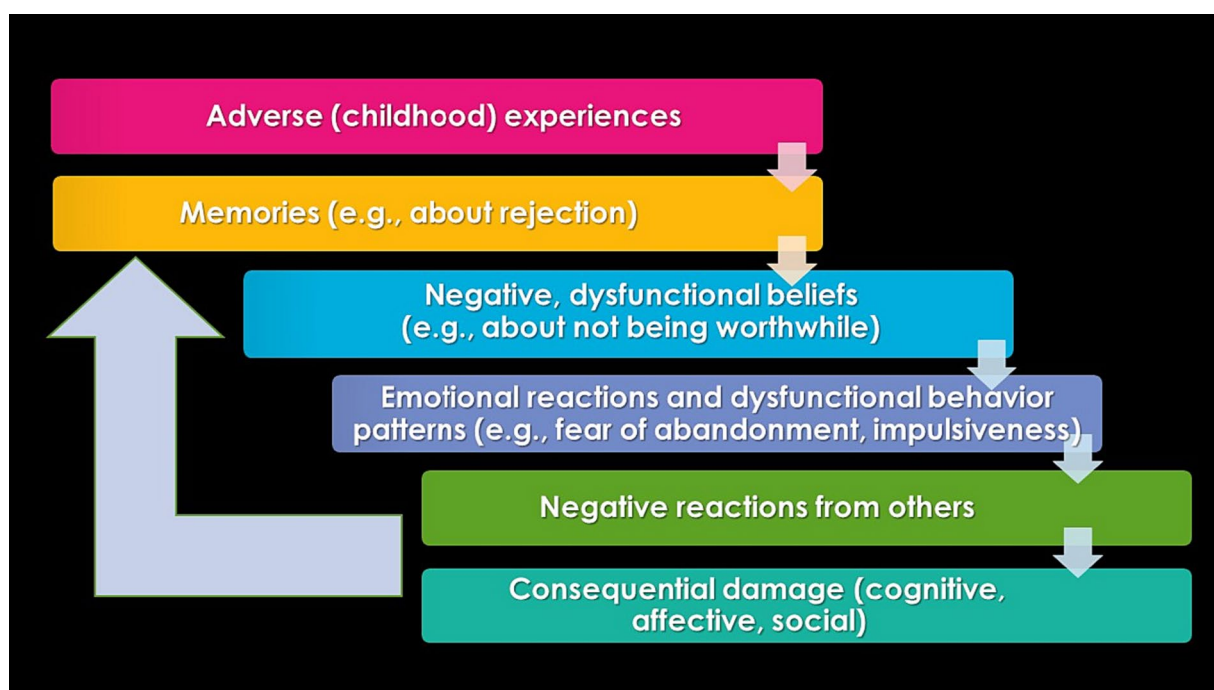 Adverse (childhood) experiences
Memories (e.g., about rejection)
Negative, dysfunctional beliefs
(e.g., about not being worthwhile)
Emotional reactions and dysfunctional behavior
patterns (e.g., fear of abandonment, impulsiveness)
Negative reactions from others
Consequential damage (cognitive,
affective, social)